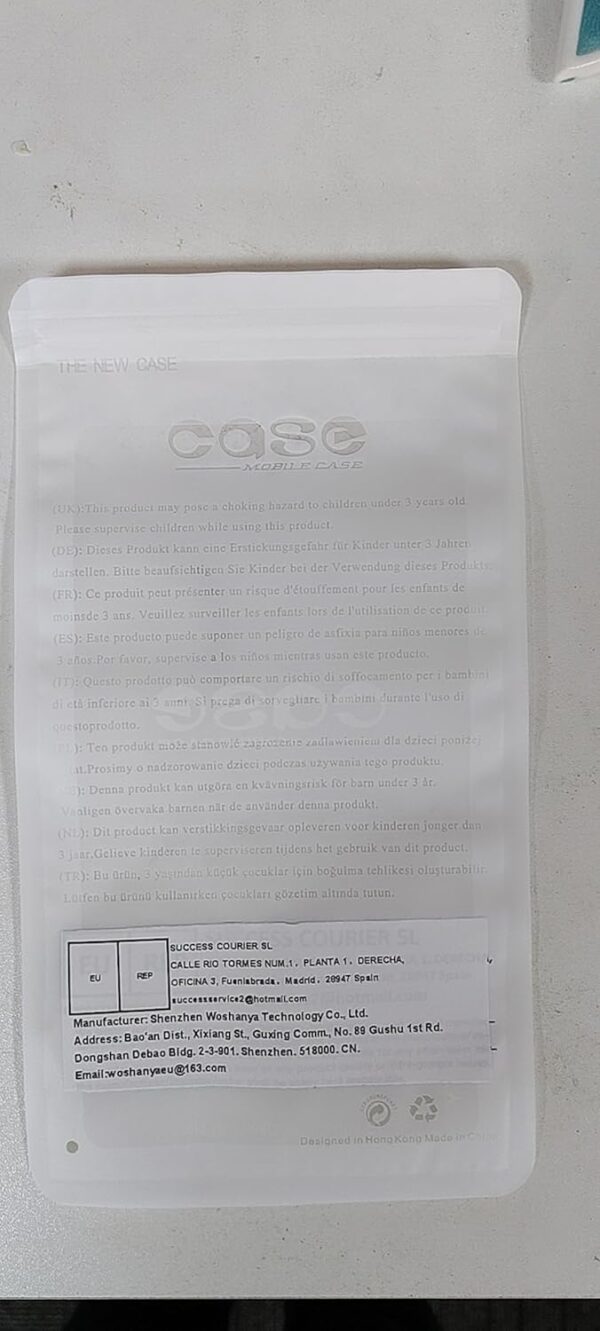 THE NEW CASE
case
MOBILE CASE
(UK):This product may pose a choking hazard to children under 3 years old.
Please supervise children while using this product.
(DE): Dieses Produkt kann eine Erstickungsgefahr für Kinder unter 3 Jahren
darstellen. Bitte beaufsichtigen Sie Kinder bei der Verwendung dieses Produkts.
(FR): Ce produit peut présenter un risque d'étouffement pour les enfants de
moinsde 3 ans. Veuillez surveiller les enfants lors de l'utilisation de ce produit.
(ES): Este producto puede suponer un peligro de asfixia para niños menores de
3 años.Por favor, supervise a los niños mientras usan este producto.
(IT): Questo prodotto può comportare un rischio di soffocamento per i bambini
di età inferiore ai 3 anni. Si prega di sorvegliare i bambini durante l'uso di
questoprodotto.
Ten produkt może stanowić zagrożenie zadławieniem dla dzieci poniżej
lat.Prosimy o nadzorowanie dzieci podczas używania tego produktu.
Denna produkt kan utgöra en kvävningsrisk för barn under 3 år.
Vanligen övervaka barnen när de använder denna produkt.
(NL): Dit product kan verstikkingsgevaar opleveren voor kinderen jonger dan
3 jaar.Gelieve kinderen te superviseren tijdens het gebruik van dit product.
(TR): Bu ürün, 3 yaşından küçük çocuklar için boğulma tehlikesi oluşturabilir.
Lütfen bu ürünü kullanırken çocukları gözetim altında tutun.
EU REP
SUCCESS COURIER SL
CALLE RIO TORMES NUM.1, PLANTA 1, DERECHA,
OFICINA 3, Fuenlabrada, Madrid, 28947 Spain
successservice2@hotmail.com
Manufacturer: Shenzhen Woshanya Technology Co., Ltd.
Address: Bao'an Dist., Xixiang St., Guxing Comm., No. 89 Gushu 1st Rd.
Dongshan Debao Bldg. 2-3-901. Shenzhen. 518000. CN.
Email:woshanyaeu@163.com
Designed in Hong Kong Made in China